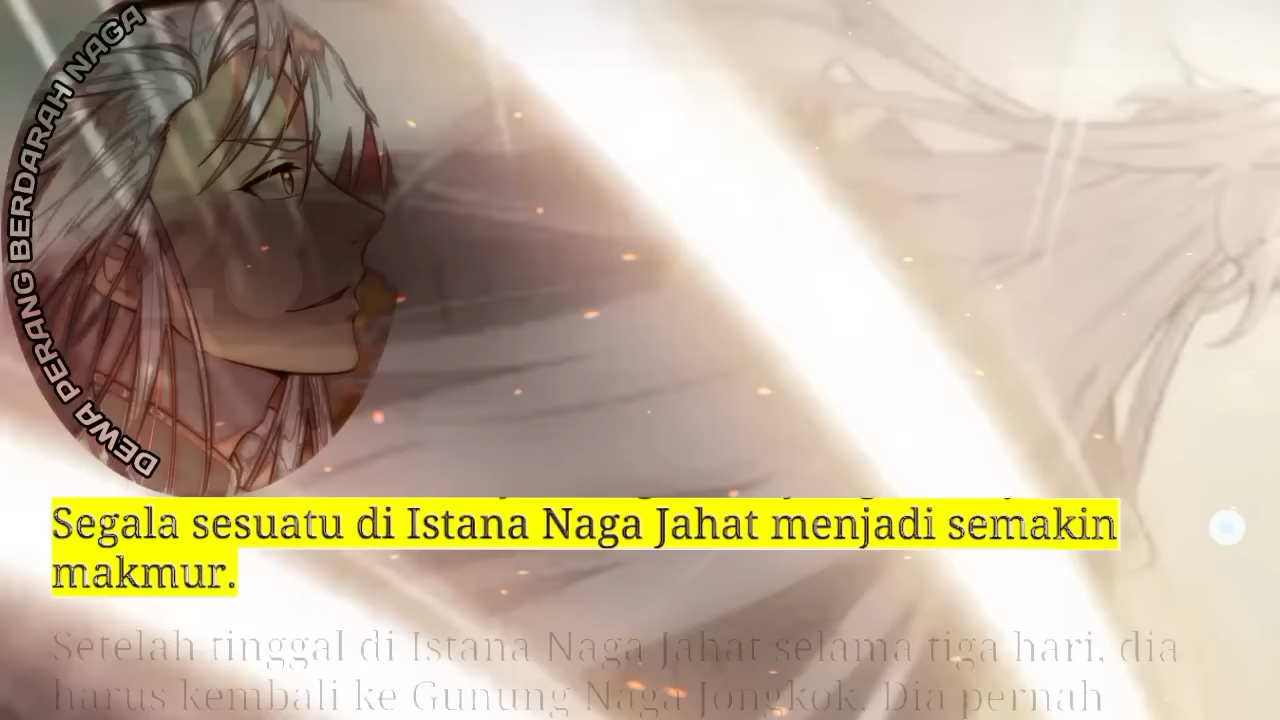 DEWA PERANG BERDARAH NAGA
Segala sesuatu di Istana Naga Jahat menjadi semakin
makmur.
Setelah tinggal di Istana Naga Jahat selama tiga hari, dia
harus kembali ke Gunung Naga Jongkok. Dia pernah